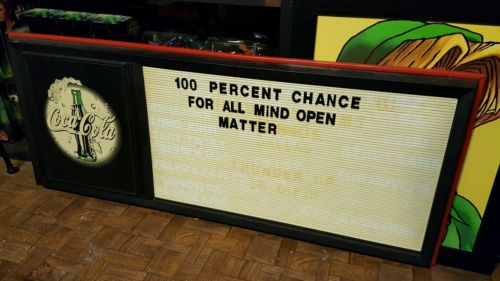 Coca-Cola
100 PERCENT CHANCE
FOR ALL MIND OPEN
MATTER